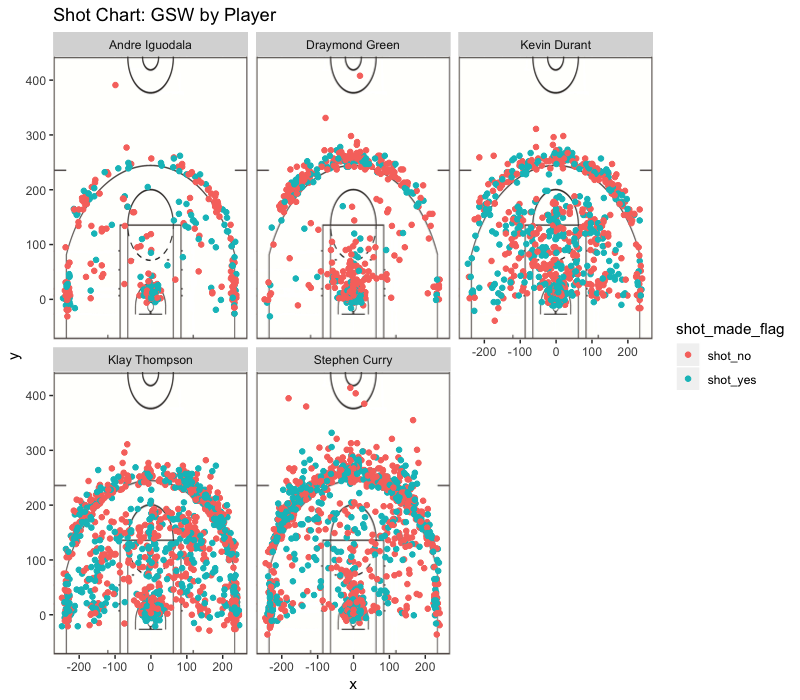 Shot Chart: GSW by Player
Andre Iguodala Draymond Green Kevin Durant
400
300
200
100
0
-200 -100 0 100 200
Klay Thompson Stephen Curry
400
300
200
100
0
-200 -100 0 100 200 -200 -100 0 100 200
x
y
shot_made_flag
shot_no
shot_yes